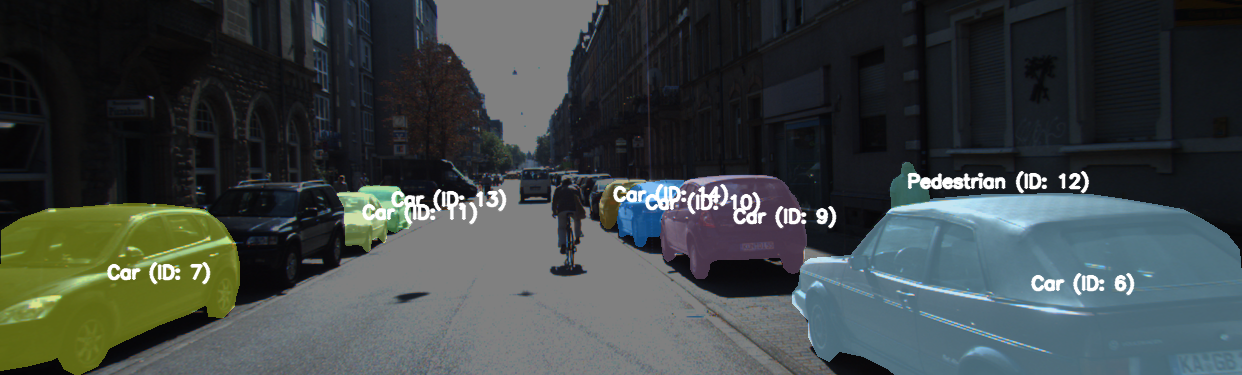 Pedestrian (ID: 12)
Car (ID: 14)
Car (ID: 13)
Car (ID: 10)
Car (ID: 11)
Car (ID: 9)
Car (ID: 7)
Car (ID: 6)